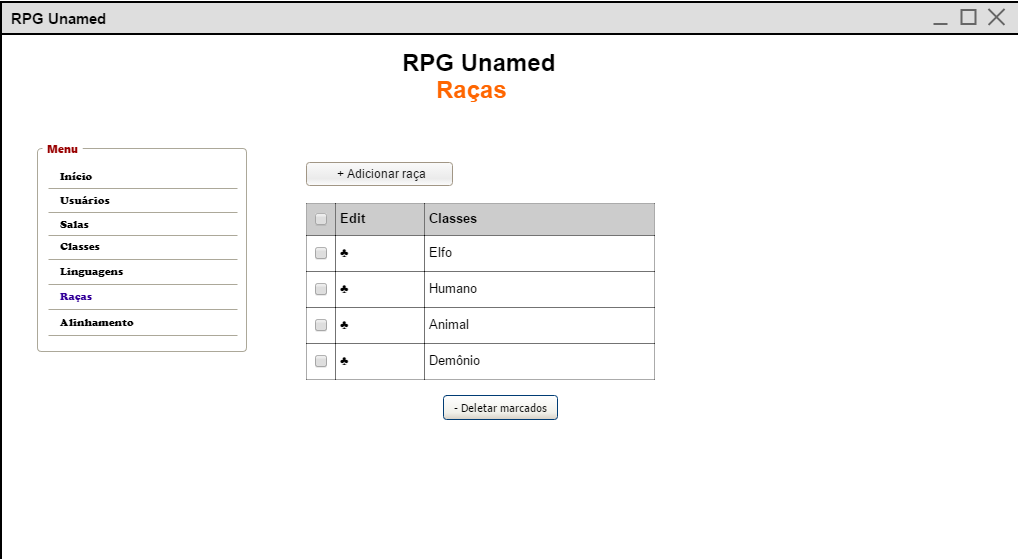 RPG Unamed
RPG Unamed
Raças
Menu
Início
Usuários
Salas
Classes
Linguagens
Raças
Alinhamento
+ Adicionar raça
Edit Classes
♣ Elfo
♣ Humano
♣ Animal
♣ Demônio
- Deletar marcados